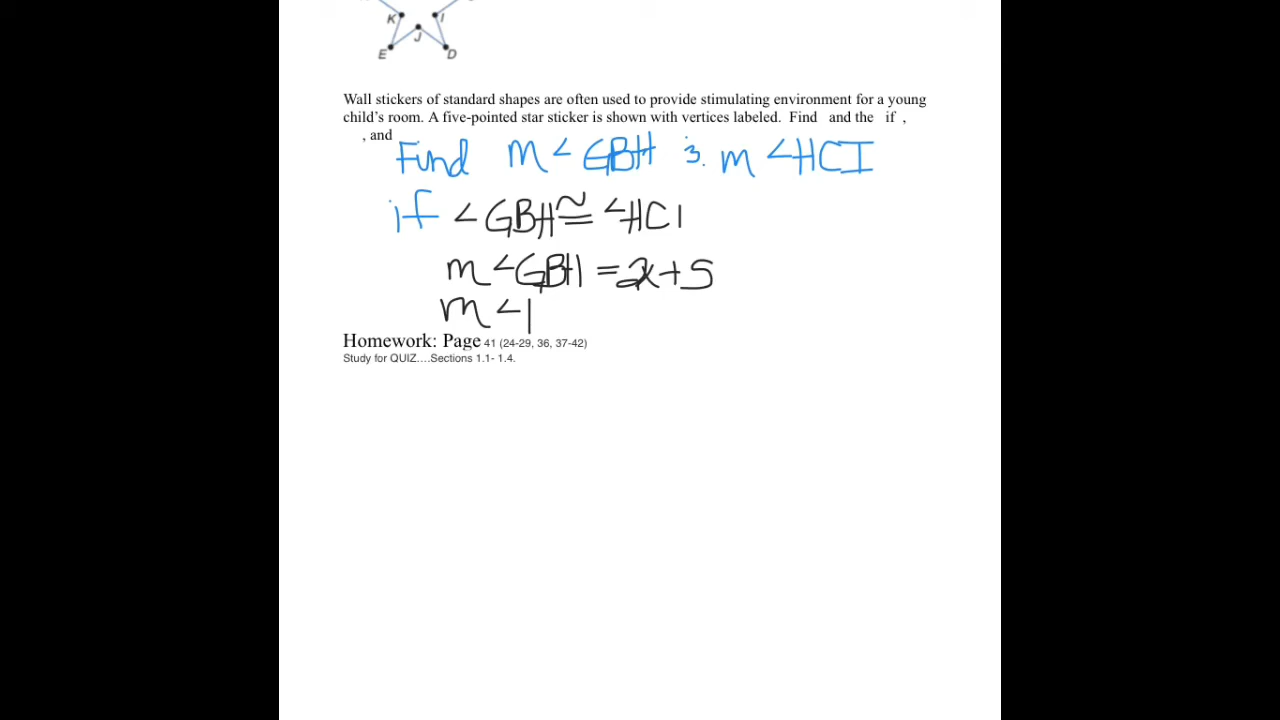 K I
J
E D
Wall stickers of standard shapes are often used to provide stimulating environment for a young
child's room. A five-pointed star sticker is shown with vertices labeled. Find and the if ,
, and
Find m∠GBH & m∠HCI
if ∠GBH ≅ ∠HCI
m∠GBH = 2x+5
m∠
Homework: Page 41 (24-29, 36, 37-42)
Study for QUIZ....Sections 1.1- 1.4.